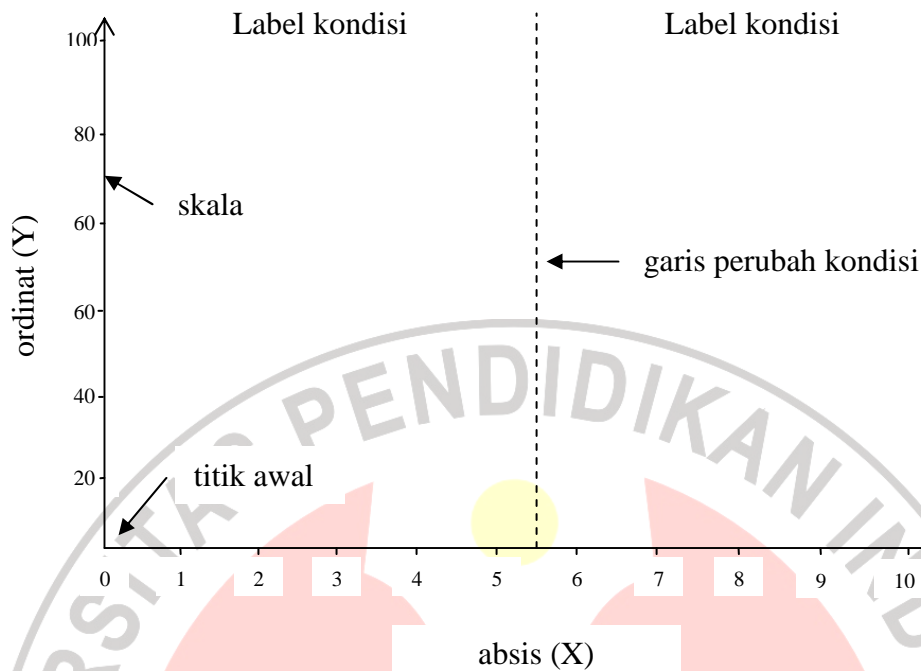 Label kondisi Label kondisi
100
80
skala
60
garis perubah kondisi
60
ordinat (Y)
40
20
titik awal
0 1 2 3 4 5 6 7 8 9 10
absis (X)
PENDIDIKAN